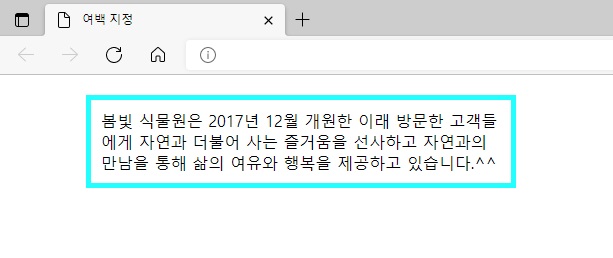 여백 지정
봄빛 식물원은 2017년 12월 개원한 이래 방문한 고객들
에게 자연과 더불어 사는 즐거움을 선사하고 자연과의
만남을 통해 삶의 여유와 행복을 제공하고 있습니다.^^